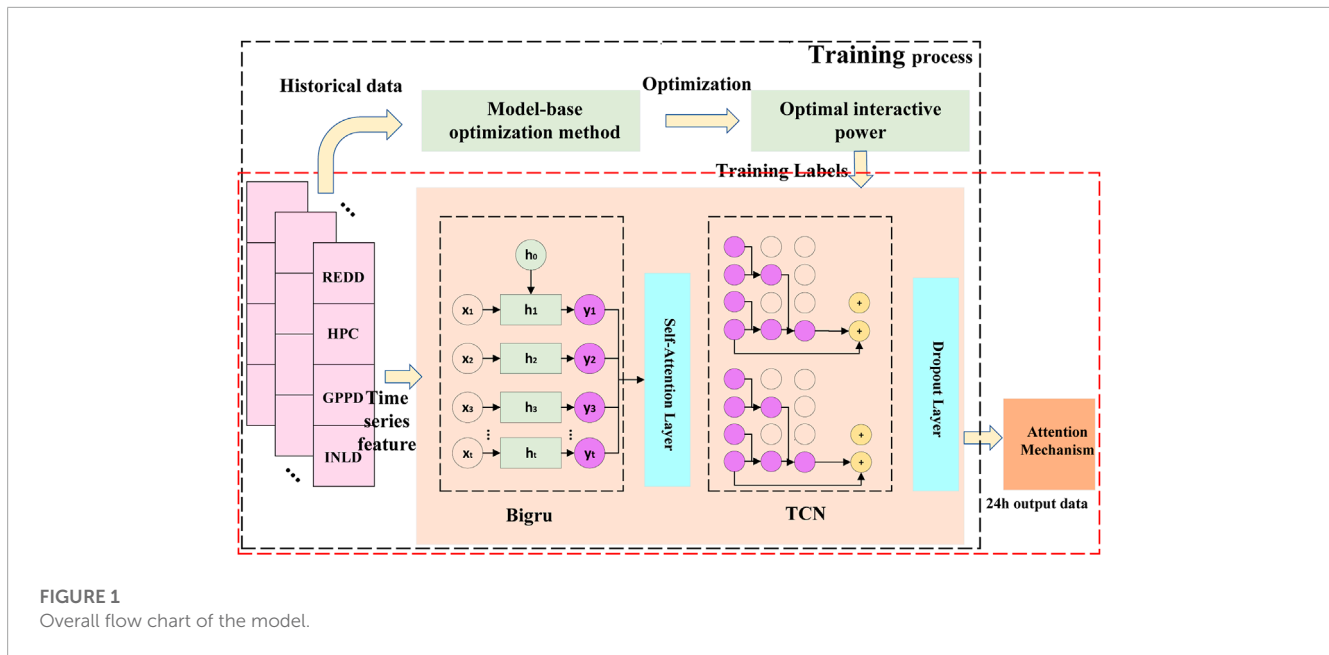 Training process
Historical data
Optimization
Model-base
optimization method
Optimal interactive
power
Training Labels
REDD
HPC
GPPD
INLD
Time
series
feature
h0
x1
h1
y1
x2
h2
y2
x3
h3
y3
xt
ht
yt
Bigru
Self-Attention Layer
+
+
+
+
TCN
Dropout Layer
Attention
Mechanism
24h output data
FIGURE 1
Overall flow chart of the model.